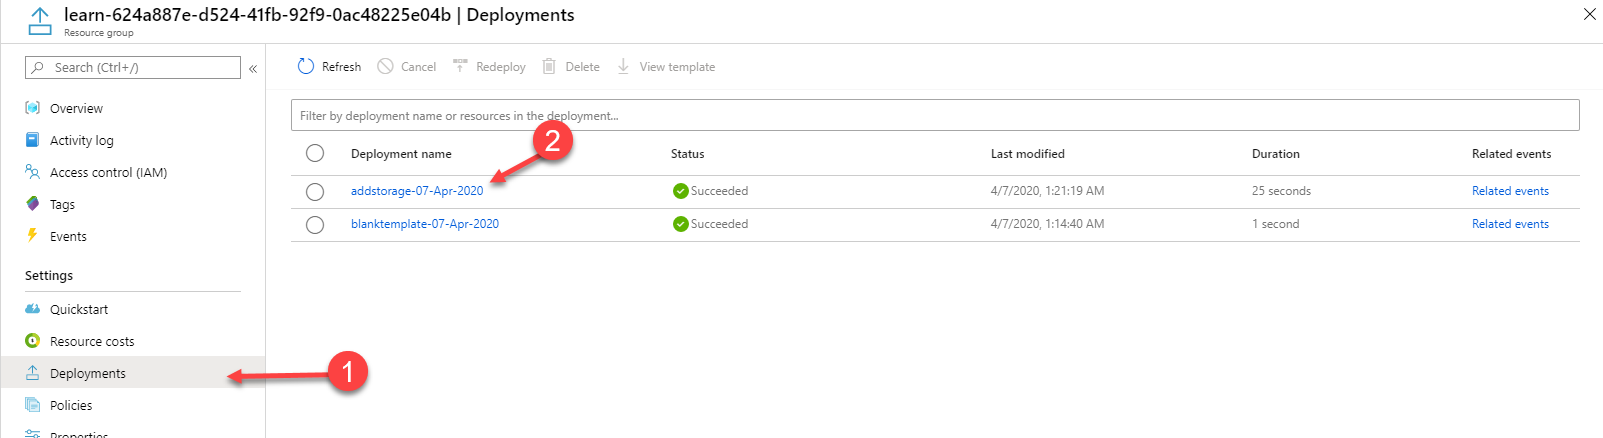 learn-624a887e-d524-41fb-92f9-0ac48225e04b | Deployments
Resource group
Search (Ctrl+/)
«
Overview
Activity log
Access control (IAM)
Tags
Events
Settings
Quickstart
Resource costs
Deployments
Policies
Properties
1
Refresh Cancel Redeploy Delete View template
Filter by deployment name or resources in the deployment...
2
Deployment name Status Last modified Duration Related events
addstorage-07-Apr-2020 Succeeded 4/7/2020, 1:21:19 AM 25 seconds Related events
blanktemplate-07-Apr-2020 Succeeded 4/7/2020, 1:14:40 AM 1 second Related events